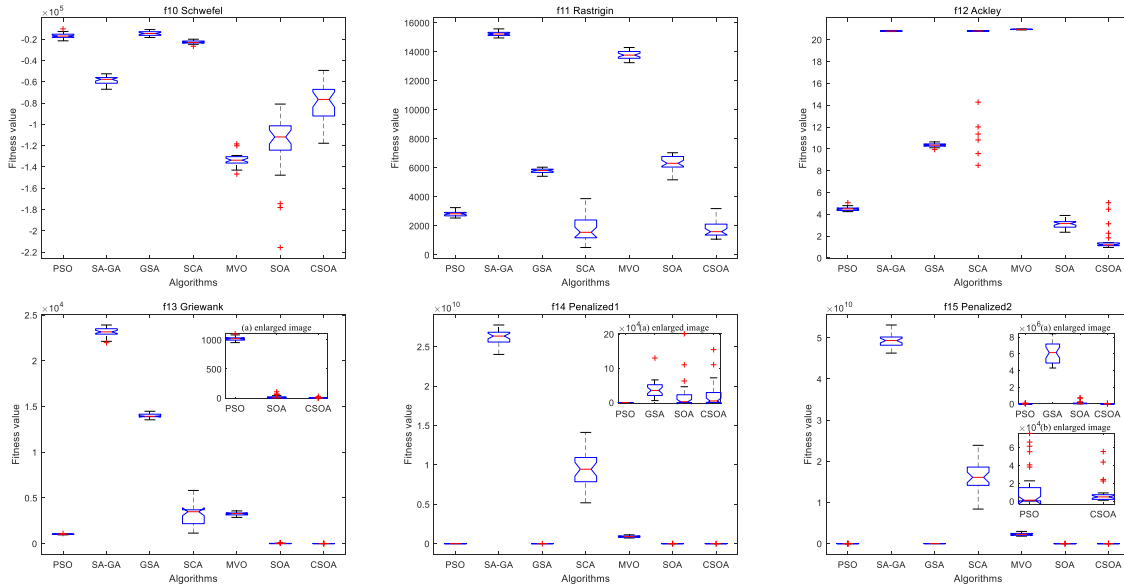 f10 Schwefel
×10^5
-0.2
-0.4
-0.6
-0.8
-1
-1.2
-1.4
-1.6
-1.8
-2
-2.2
Fitness value
PSO SA-GA GSA SCA MVO SOA CSOA
Algorithms
f11 Rastrigin
16000
14000
12000
10000
8000
6000
4000
2000
0
Fitness value
PSO SA-GA GSA SCA MVO SOA CSOA
Algorithms
f12 Ackley
20
18
16
14
12
10
8
6
4
2
0
Fitness value
PSO SA-GA GSA SCA MVO SOA CSOA
Algorithms
f13 Griewank
×10^4
2.5
2
1.5
1
0.5
0
Fitness value
(a) enlarged image
1000
500
0
PSO SOA CSOA
PSO SA-GA GSA SCA MVO SOA CSOA
Algorithms
f14 Penalized1
×10^10
2.5
2
1.5
1
0.5
0
Fitness value
×10^4(a) enlarged image
20
10
0
PSO GSA SOA CSOA
PSO SA-GA GSA SCA MVO SOA CSOA
Algorithms
f15 Penalized2
×10^10
5
4
3
2
1
0
Fitness value
×10^6(a) enlarged image
8
6
4
2
0
PSO GSA SOA CSOA
×10^4(b) enlarged image
6
4
2
0
PSO CSOA
PSO SA-GA GSA SCA MVO SOA CSOA
Algorithms